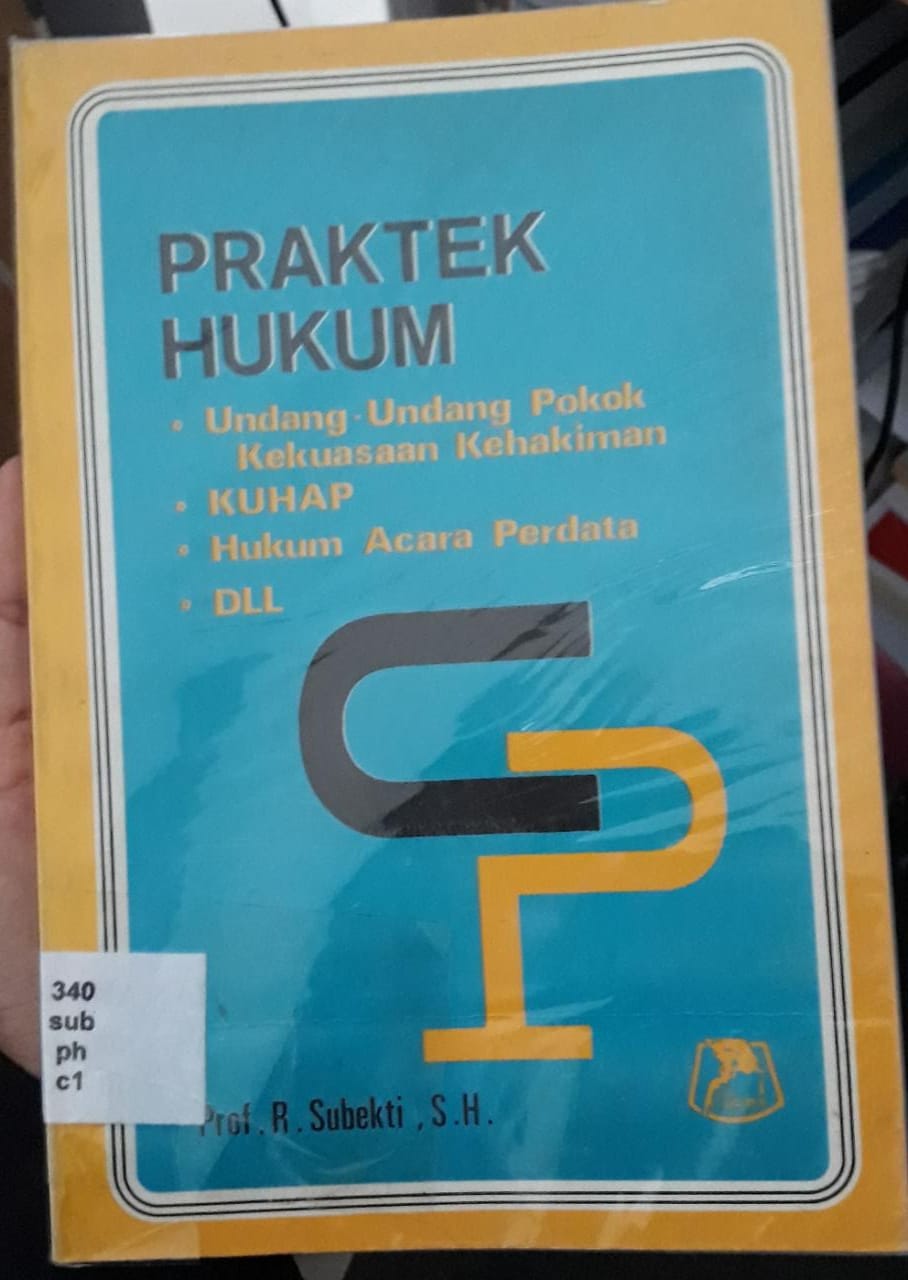 PRAKTEK
HUKUM
• Undang-Undang Pokok
Kekuasaan Kehakiman
• KUHAP
• Hukum Acara Perdata
• DLL
340
sub
ph
c1
Prof. R. Subekti, S.H.